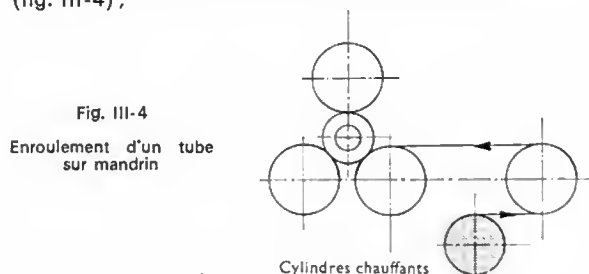 (fig. III-4) ;
Fig. III-4
Enroulement d'un tube
sur mandrin
Cylindres chauffants